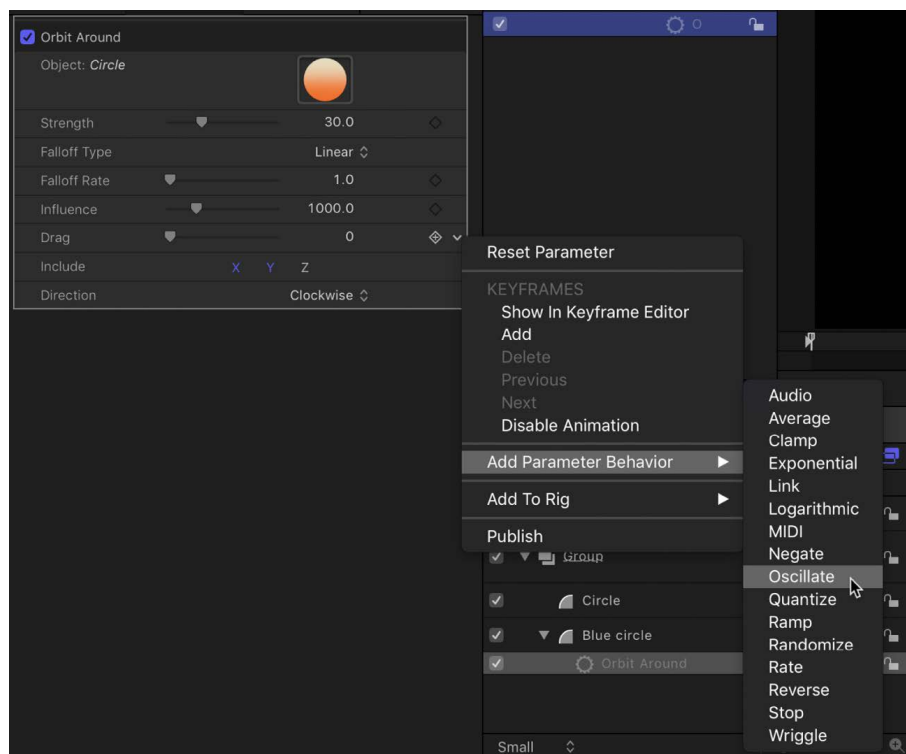 Orbit Around
Object: Circle
Strength 30.0
Falloff Type Linear
Falloff Rate 1.0
Influence 1000.0
Drag 0
Include X Y Z
Direction Clockwise
O
Reset Parameter
KEYFRAMES
Show In Keyframe Editor
Add
Delete
Previous
Next
Disable Animation
Add Parameter Behavior
Add To Rig
Publish
Audio
Average
Clamp
Exponential
Link
Logarithmic
MIDI
Negate
Oscillate
Quantize
Ramp
Randomize
Rate
Reverse
Stop
Wriggle
Group
Circle
Blue circle
Orbit Around
Small